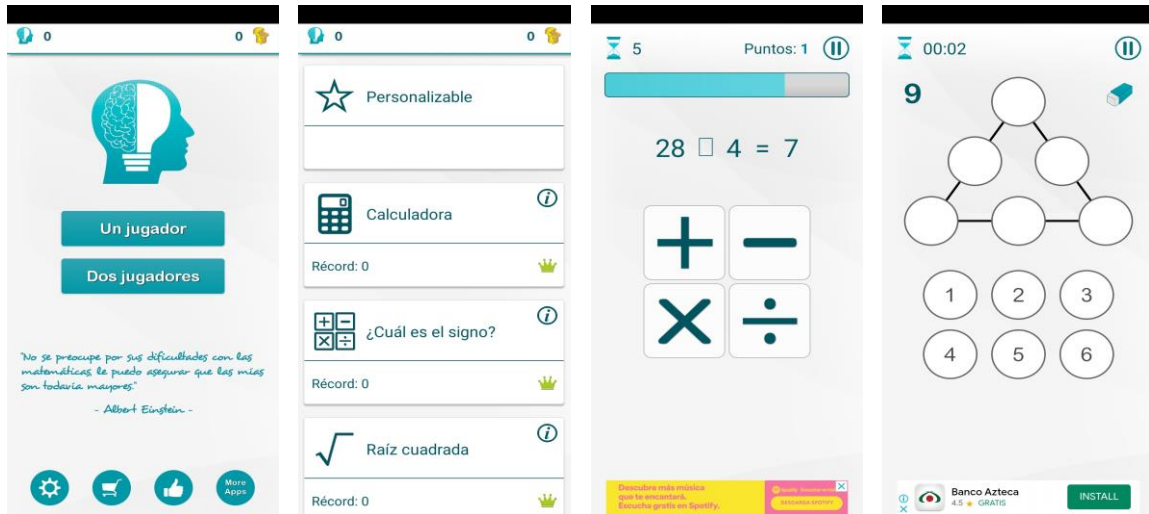 0
0
Un jugador
Dos jugadores
"No se preocupe por sus dificultades con las
matemáticas, le puedo asegurar que las mías
son todavía mayores."
- Albert Einstein -
More
Apps
0
0
Personalizable
Calculadora
Récord: 0
¿Cuál es el signo?
Récord: 0
Raíz cuadrada
Récord: 0
5
Puntos: 1
28 □ 4 = 7
+ −
× ÷
Descubre más música
que te encantará.
Escucha gratis en Spotify.
DESCARGA SPOTIFY
00:02
9
1 2 3
4 5 6
Banco Azteca
4.5 ★ GRATIS
INSTALL